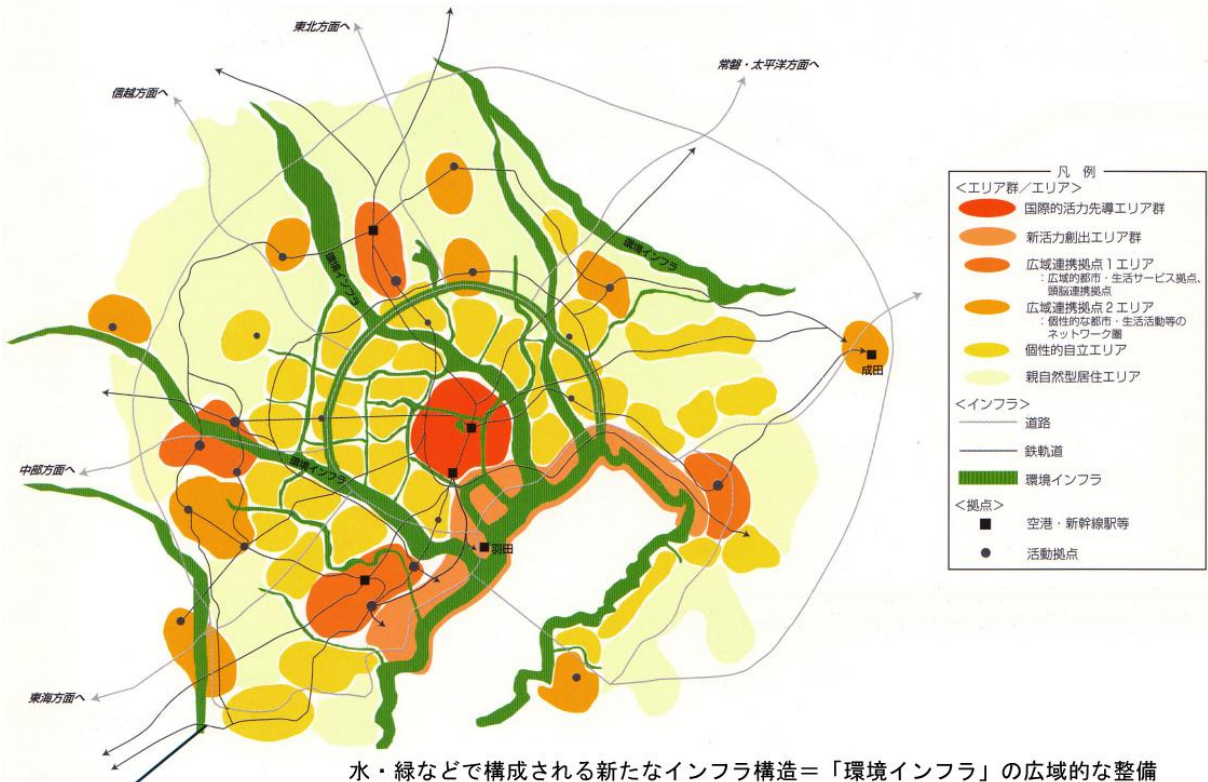 東北方面へ
常磐・太平洋方面へ
信越方面へ
環境インフラ
環境インフラ
成田
環境インフラ
中部方面へ
羽田
東海方面へ
凡 例
<エリア群/エリア>
国際的活力先導エリア群
新活力創出エリア群
広域連携拠点1エリア
:広域的都市・生活サービス拠点、
頭脳連携拠点
広域連携拠点2エリア
:個性的な都市・生活活動等の
ネットワーク圏
個性的自立エリア
親自然型居住エリア
<インフラ>
道路
鉄軌道
環境インフラ
<拠点>
空港・新幹線駅等
活動拠点
水・緑などで構成される新たなインフラ構造=「環境インフラ」の広域的な整備